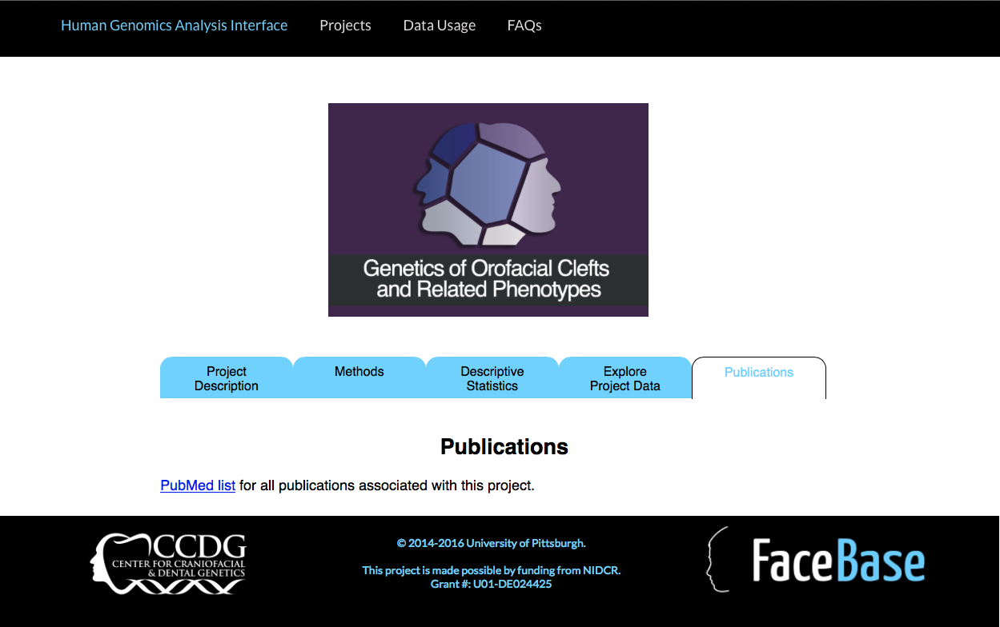 Human Genomics Analysis Interface Projects Data Usage FAQs
Genetics of Orofacial Clefts
and Related Phenotypes
Project
Description
Methods
Descriptive
Statistics
Explore
Project Data
Publications
Publications
PubMed list for all publications associated with this project.
CCDG
CENTER FOR CRANIOFACIAL
& DENTAL GENETICS
© 2014-2016 University of Pittsburgh.
This project is made possible by funding from NIDCR.
Grant #: U01-DE024425
FaceBase